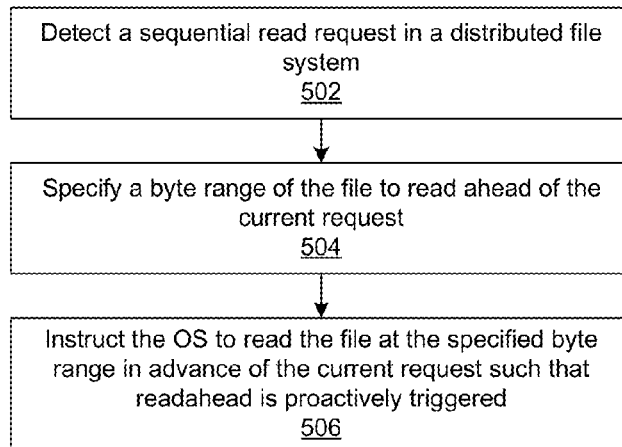 Detect a sequential read request in a distributed file
system
502
Specify a byte range of the file to read ahead of the
current request
504
Instruct the OS to read the file at the specified byte
range in advance of the current request such that
readahead is proactively triggered
506